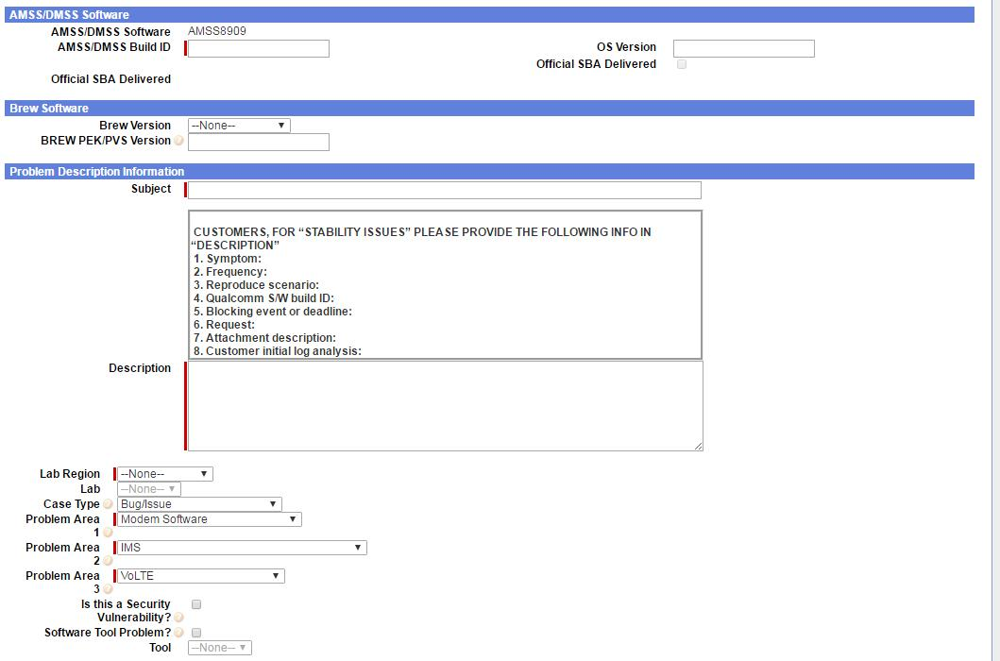 AMSS/DMSS Software
AMSS/DMSS Software AMSS8909
AMSS/DMSS Build ID OS Version
Official SBA Delivered
Official SBA Delivered
Brew Software
Brew Version --None--
BREW PEK/PVS Version
Problem Description Information
Subject
CUSTOMERS, FOR “STABILITY ISSUES” PLEASE PROVIDE THE FOLLOWING INFO IN
“DESCRIPTION”
1. Symptom:
2. Frequency:
3. Reproduce scenario:
4. Qualcomm S/W build ID:
5. Blocking event or deadline:
6. Request:
7. Attachment description:
8. Customer initial log analysis:
Description
Lab Region --None--
Lab --None--
Case Type Bug/Issue
Problem Area Modem Software
1
Problem Area IMS
2
Problem Area VoLTE
3
Is this a Security
Vulnerability?
Software Tool Problem?
Tool --None--